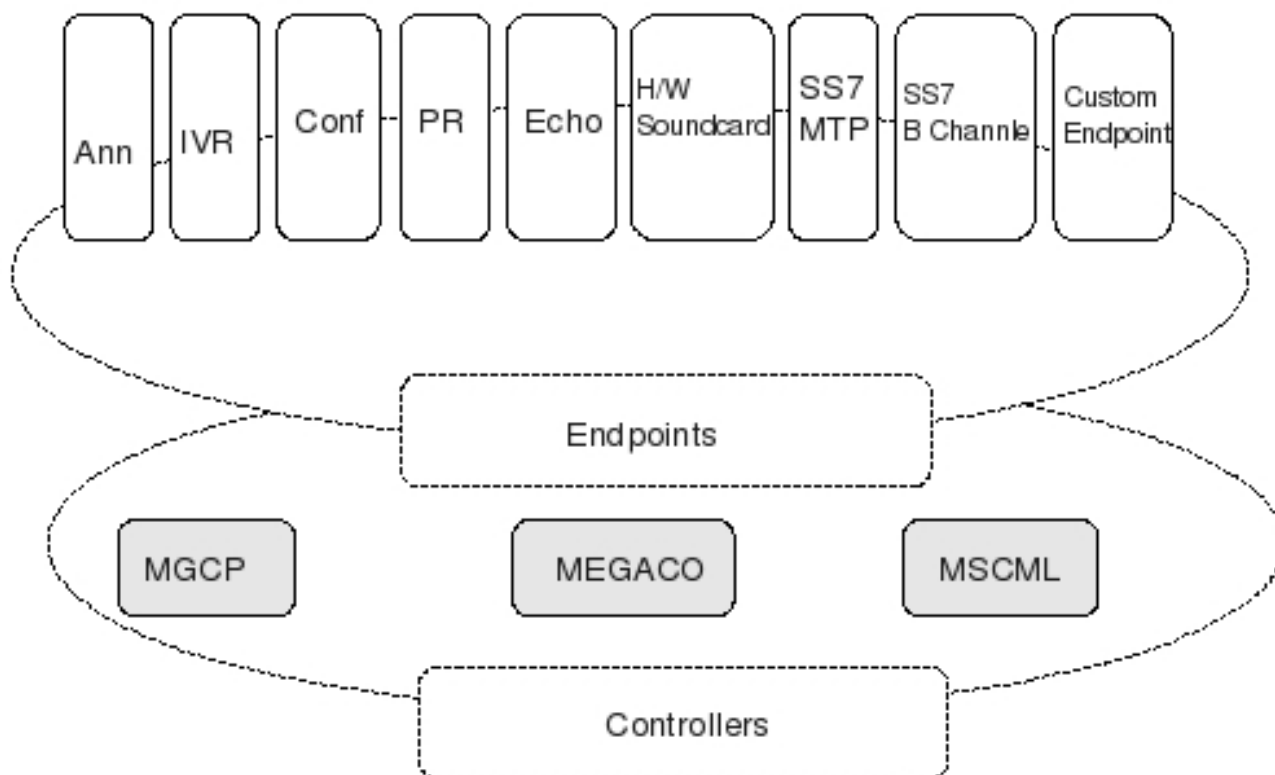 Ann
IVR
Conf
PR
Echo
H/W
Soundcard
SS7
MTP
SS7
B Channle
Custom
Endpoint
Endpoints
MGCP
MEGACO
MSCML
Controllers